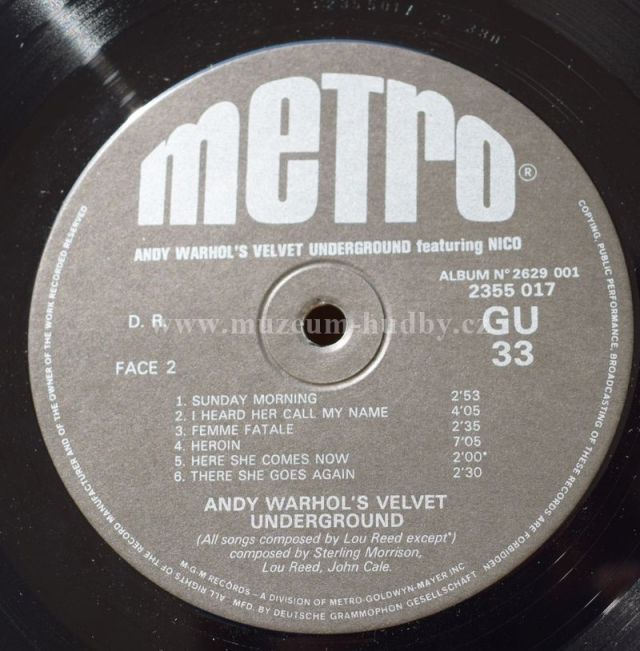 2355017 2 380
metro®
ANDY WARHOL'S VELVET UNDERGROUND featuring NICO
ALBUM N° 2629 001
2355 017
D. R.
GU
33
www.muzeum-hudby.cz
FACE 2
1. SUNDAY MORNING 2'53
2. I HEARD HER CALL MY NAME 4'05
3. FEMME FATALE 2'35
4. HEROIN 7'05
5. HERE SHE COMES NOW 2'00*
6. THERE SHE GOES AGAIN 2'30
ANDY WARHOL'S VELVET
UNDERGROUND
(All songs composed by Lou Reed except*)
composed by Sterling Morrison,
Lou Reed, John Cale.
M-G-M RECORDS – A DIVISION OF METRO-GOLDWYN-MAYER INC.
MFD. BY DEUTSCHE GRAMMOPHON GESELLSCHAFT.
ALL RIGHTS OF THE RECORD MANUFACTURER AND OF THE OWNER OF THE WORK RECORDED RESERVED
COPYING, PUBLIC PERFORMANCE, BROADCASTING OF THESE RECORDS ARE FORBIDDEN